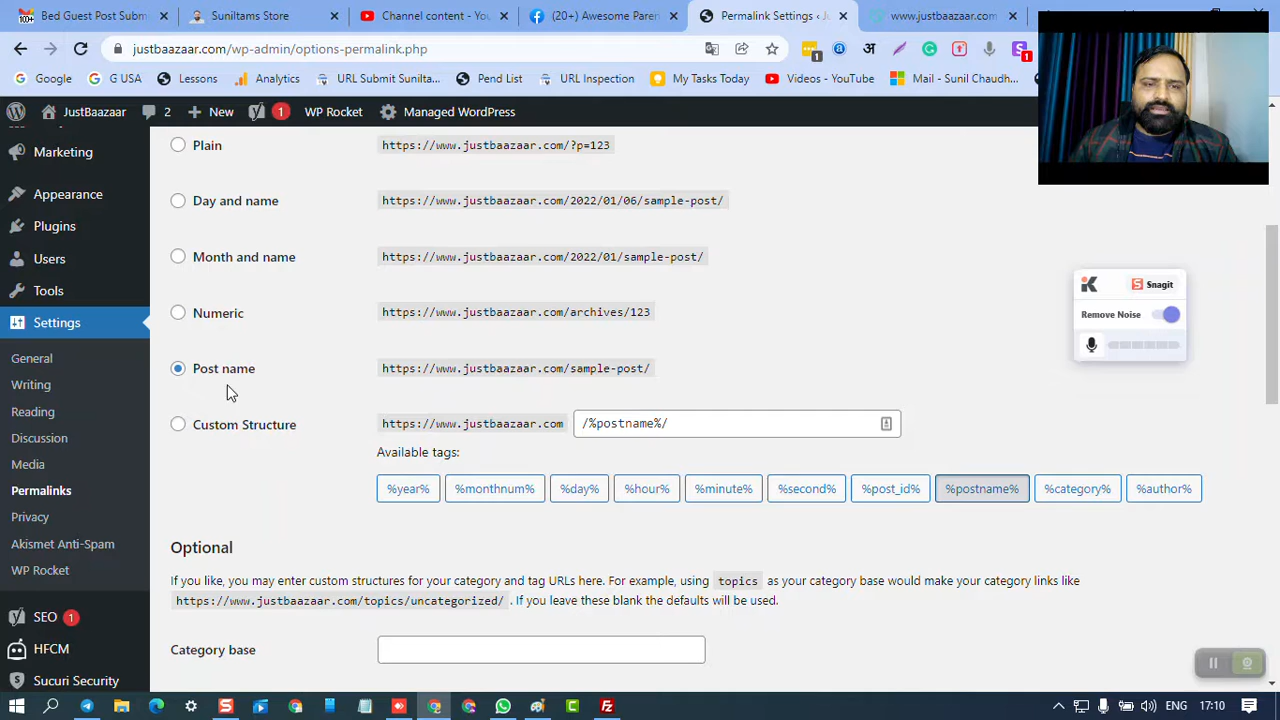 Bed Guest Post Subm
Suniltams Store
Channel content - Yo
(20+) Awesome Paren
Permalink Settings ‹ Ju
www.justbaazaar.com/
justbaazaar.com/wp-admin/options-permalink.php
अ
1
1
Google
G USA
Lessons
Analytics
URL Submit Sunilta...
Pend List
URL Inspection
My Tasks Today
Videos - YouTube
Mail - Sunil Chaudh...
JustBaazaar
2
New
1
WP Rocket
Managed WordPress
Marketing
Appearance
Plugins
Users
Tools
Settings
General
Writing
Reading
Discussion
Media
Permalinks
Privacy
Akismet Anti-Spam
WP Rocket
SEO 1
HFCM
Sucuri Security
Plain https://www.justbaazaar.com/?p=123
Day and name https://www.justbaazaar.com/2022/01/06/sample-post/
Month and name https://www.justbaazaar.com/2022/01/sample-post/
Numeric https://www.justbaazaar.com/archives/123
Post name https://www.justbaazaar.com/sample-post/
Custom Structure https://www.justbaazaar.com /%postname%/
Available tags:
%year% %monthnum% %day% %hour% %minute% %second% %post_id% %postname% %category% %author%
Optional
If you like, you may enter custom structures for your category and tag URLs here. For example, using topics as your category base would make your category links like
https://www.justbaazaar.com/topics/uncategorized/ . If you leave these blank the defaults will be used.
Category base
Snagit
Remove Noise
ENG
17:10